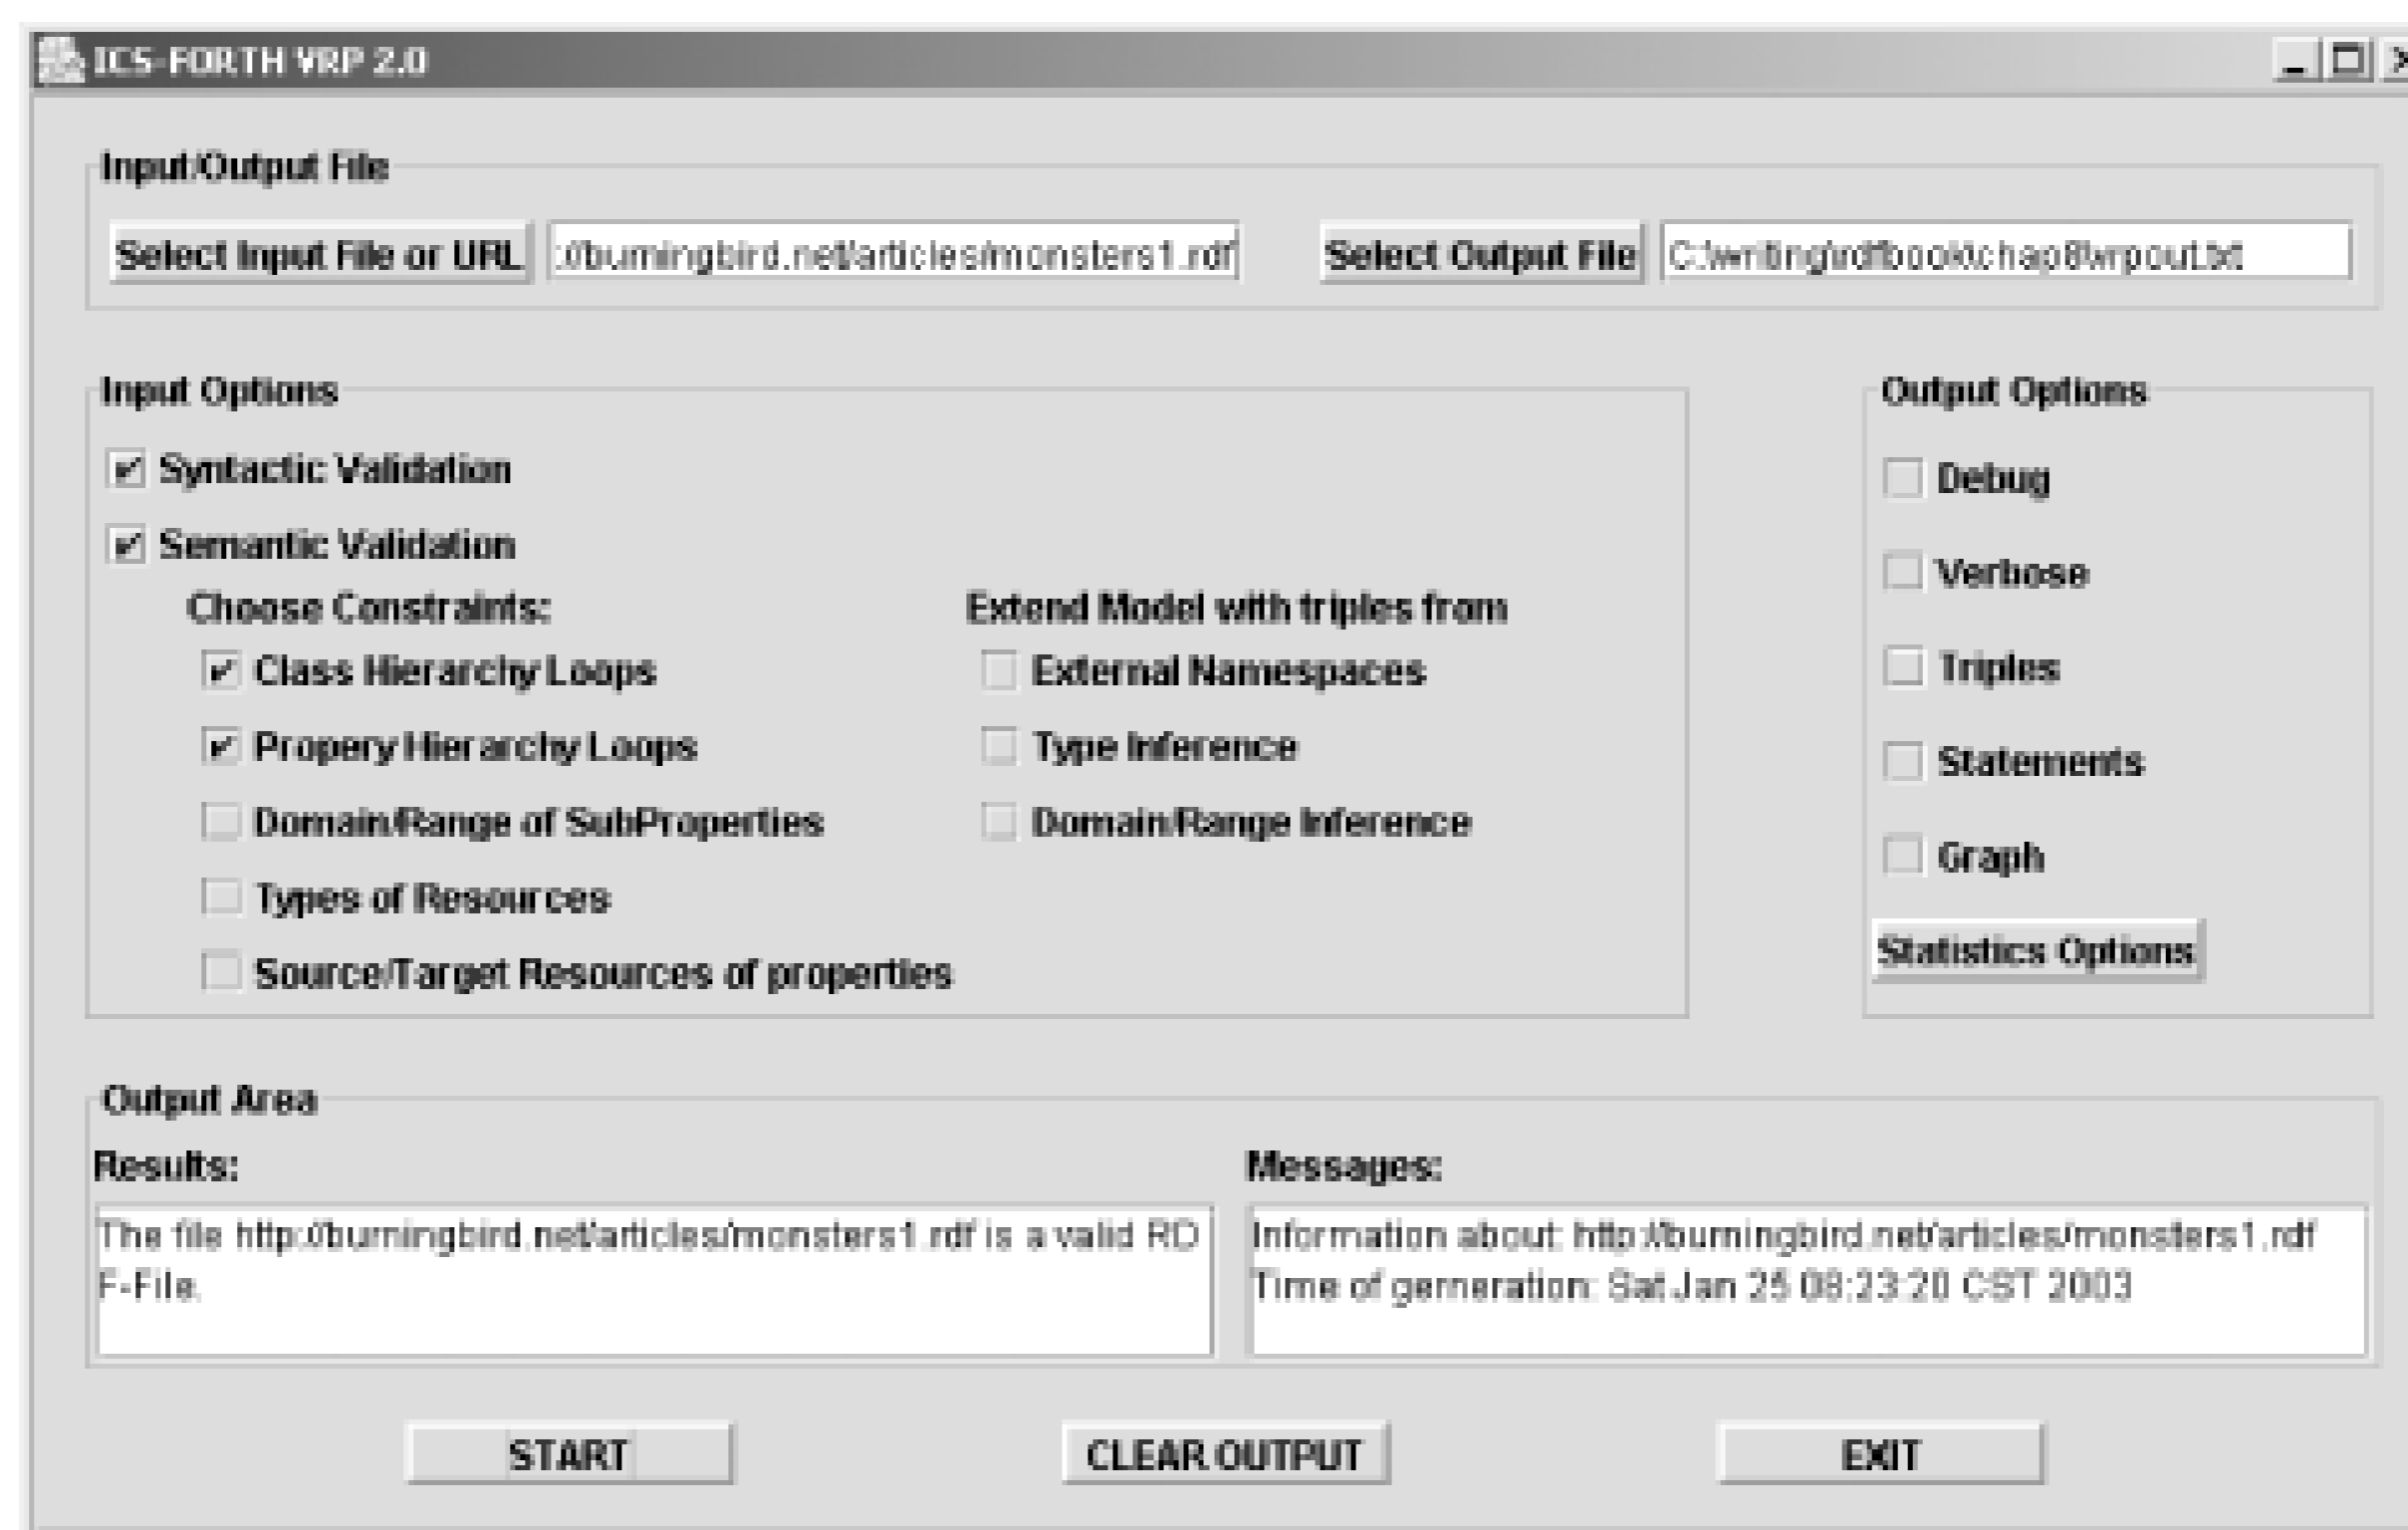 ICS-FORTH VRP 2.0
Input/Output File
Select Input File or URL
://burningbird.net/articles/monsters1.rdf
Select Output File
C:\writing\rdfbook\chap8\vrpout.txt
Input Options
Output Options
Syntactic Validation
Debug
Semantic Validation
Verbose
Choose Constraints:
Extend Model with triples from
Class Hierarchy Loops
External Namespaces
Triples
Propery Hierarchy Loops
Type Inference
Statements
Domain/Range of SubProperties
Domain/Range Inference
Graph
Types of Resources
Statistics Options
Source/Target Resources of properties
Output Area
Results:
Messages:
The file http://burningbird.net/articles/monsters1.rdf is a valid RD
F-File.
Information about: http://burningbird.net/articles/monsters1.rdf
Time of gerneration: Sat Jan 25 08:23:20 CST 2003
START
CLEAR OUTPUT
EXIT